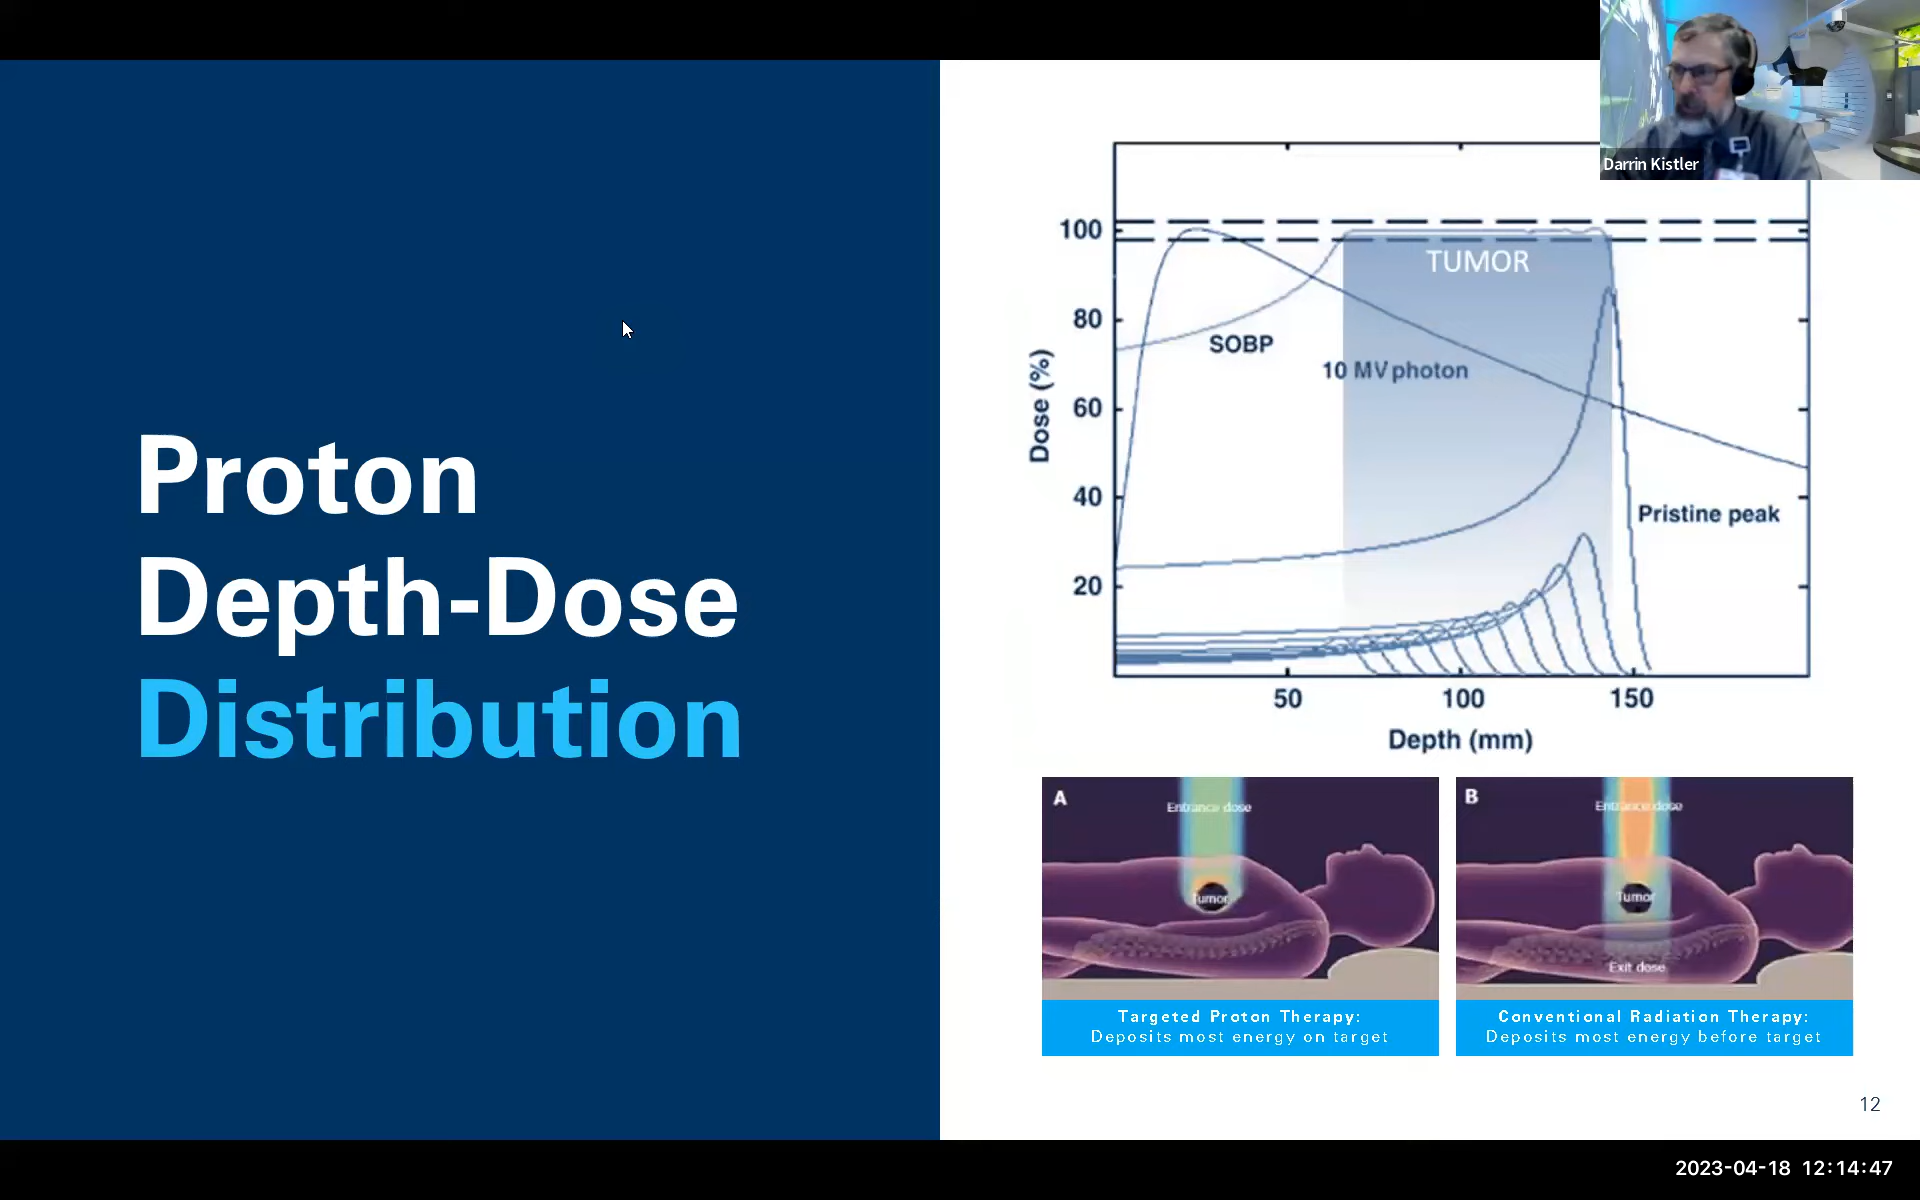 Proton
Depth-Dose
Distribution
Darrin Kistler
100
80
60
40
20
Dose (%)
TUMOR
SOBP
10 MV photon
Pristine peak
50
100
150
Depth (mm)
A
Entrance dose
Tumor
Targeted Proton Therapy:
Deposits most energy on target
B
Entrance dose
Tumor
Exit dose
Conventional Radiation Therapy:
Deposits most energy before target
12
2023-04-18 12:14:47